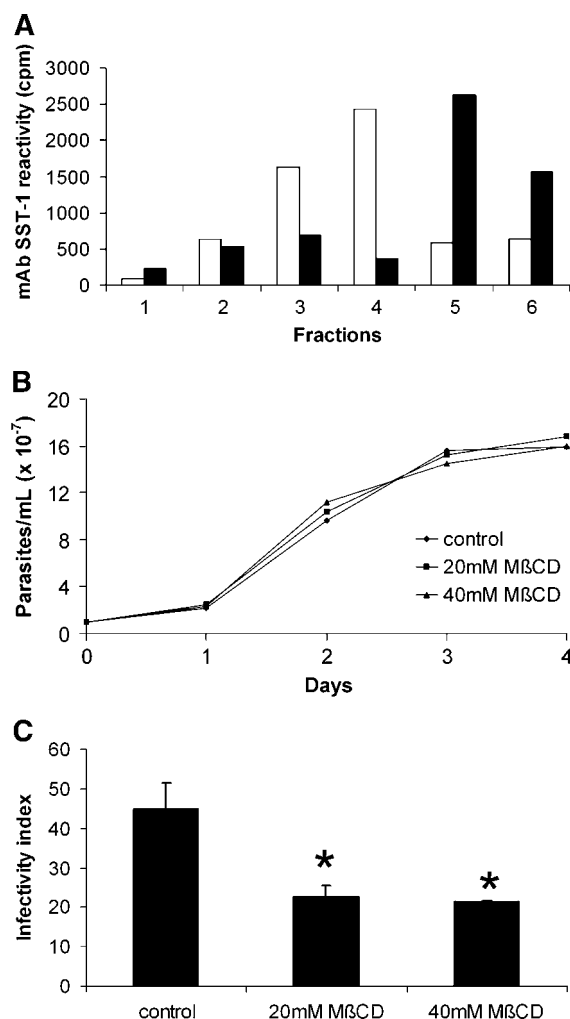 A
mAb SST-1 reactivity (cpm)
3000
2500
2000
1500
1000
500
0
1 2 3 4 5 6
Fractions
B
Parasites/mL (x 10-7)
20
16
12
8
4
0
control
20mM MßCD
40mM MßCD
0 1 2 3 4
Days
C
Infectivity index
60
50
40
30
20
10
0
* *
control 20mM MßCD 40mM MßCD